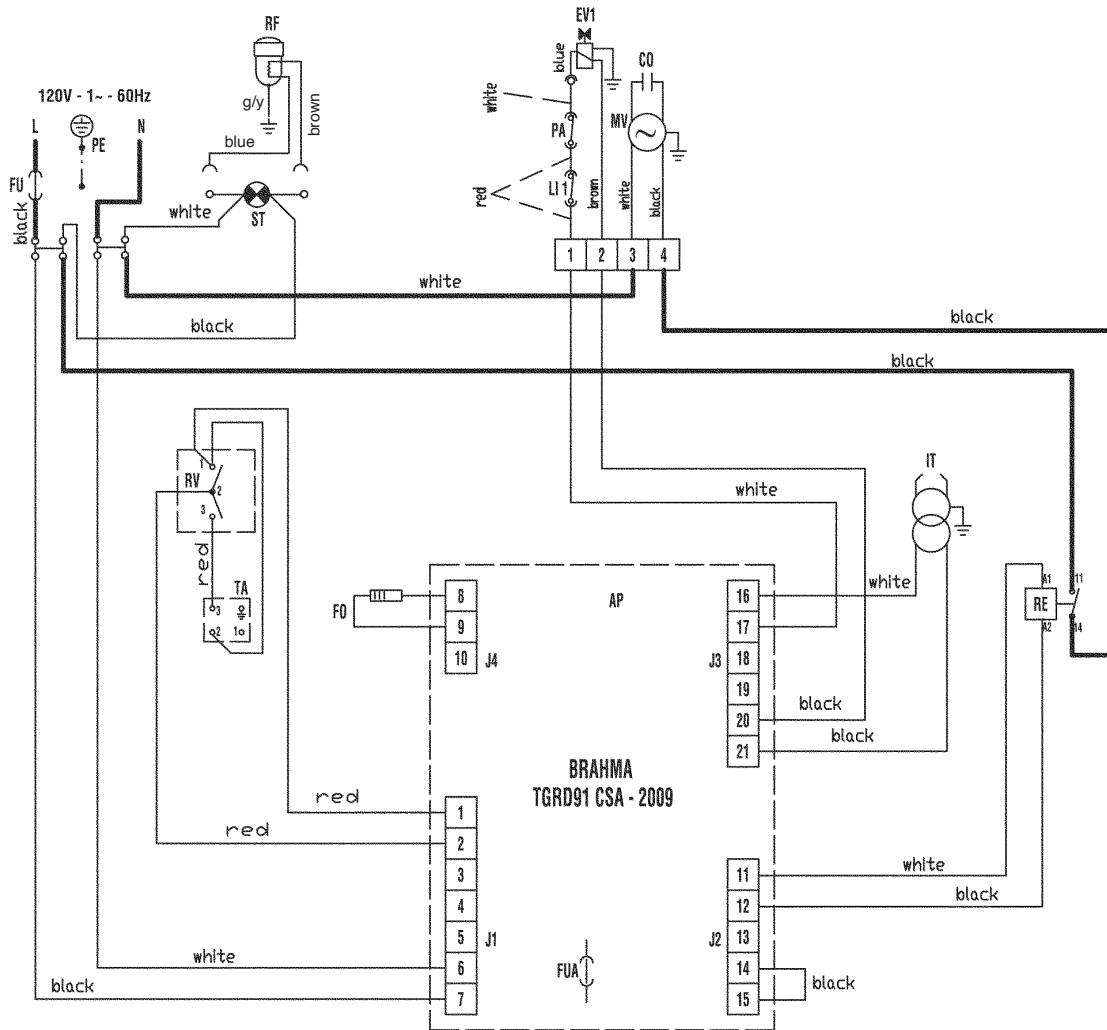 RF
EV1
CO
120V - 1~ - 60Hz
g/y
brown
blue
L
PE
N
FU
black
blue
white
PA
MV
red
LI 1
brown
white
black
white
ST
1 2 3 4
white
black
black
black
RV
1
2
3
red
TA
3
2 1
white
IT
F0
8
9
10
J4
AP
16
17
18
19
20
21
J3
white
black
black
A1
RE
A2
11
14
BRAHMA
TGRD91 CSA - 2009
red
red
1
2
3
4
5
6
7
J1
white
black
FUA
11
12
13
14
15
J2
white
black
black